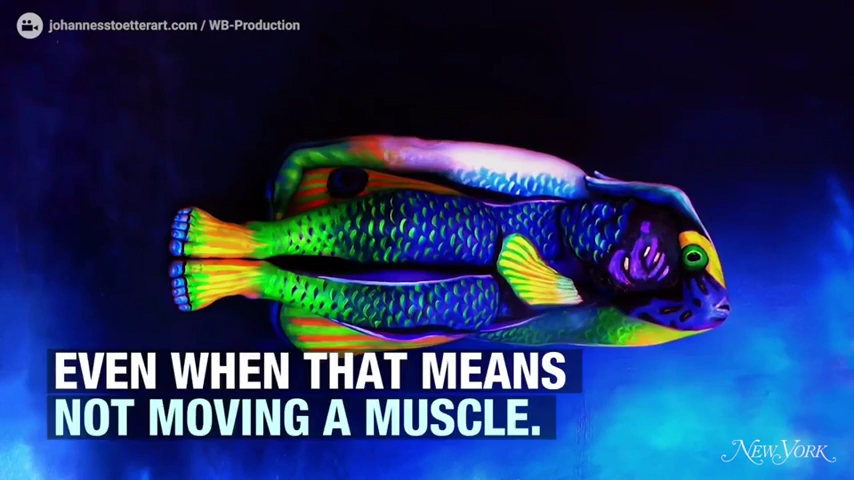 johannesstoetterart.com / WB-Production
EVEN WHEN THAT MEANS
NOT MOVING A MUSCLE.
NEW YORK